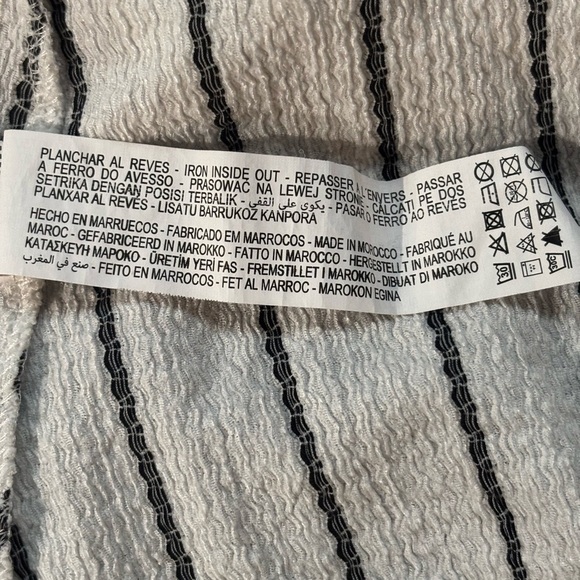 PLANCHAR AL REVES - IRON INSIDE OUT - REPASSER A L'ENVERS - PASSAR
A FERRO DO AVESSO - PRASOWAĆ NA LEWEJ STRONIE - CALCATI PE DOS
SETRIKA DENGAN POSISI TERBALIK - يكوى على القفي - PASAR O FERRO AO REVÉS
PLANXAR AL REVÉS - LISATU BARRUKOZ KANPORA
HECHO EN MARRUECOS - FABRICADO EM MARROCOS - MADE IN MOROCCO - FABRIQUÉ AU
MAROC - GEFABRICEERD IN MAROKKO - FATTO IN MAROCCO - HERGESTELLT IN MAROKKO
ΚΑΤΑΣΚΕΥΗ ΜΑΡΟΚΟ - ÜRETİM YERİ FAS - FREMSTILLET I MAROKKO - DIBUAT DI MAROKO
صنع في المغرب - FEITO EN MARROCOS - FET AL MARROC - MAROKON EGINA